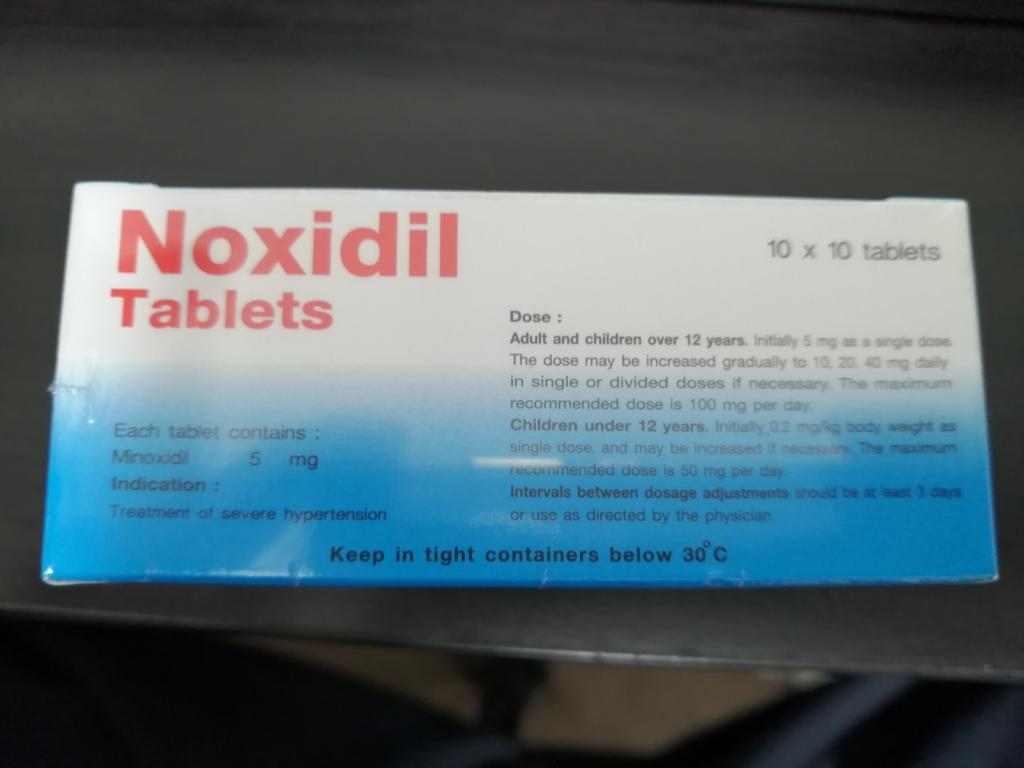 Noxidil
Tablets
10 x 10 tablets
Each tablet contains :
Minoxidil 5 mg
Indication :
Treatment of severe hypertension
Dose :
Adult and children over 12 years. Initially 5 mg as a single dose.
The dose may be increased gradually to 10, 20, 40 mg daily
in single or divided doses if necessary. The maximum
recommended dose is 100 mg per day.
Children under 12 years. Initially 0.2 mg/kg body weight as
single dose, and may be increased if necessary. The maximum
recommended dose is 50 mg per day.
Intervals between dosage adjustments should be at least 3 days
or use as directed by the physician.
Keep in tight containers below 30°C